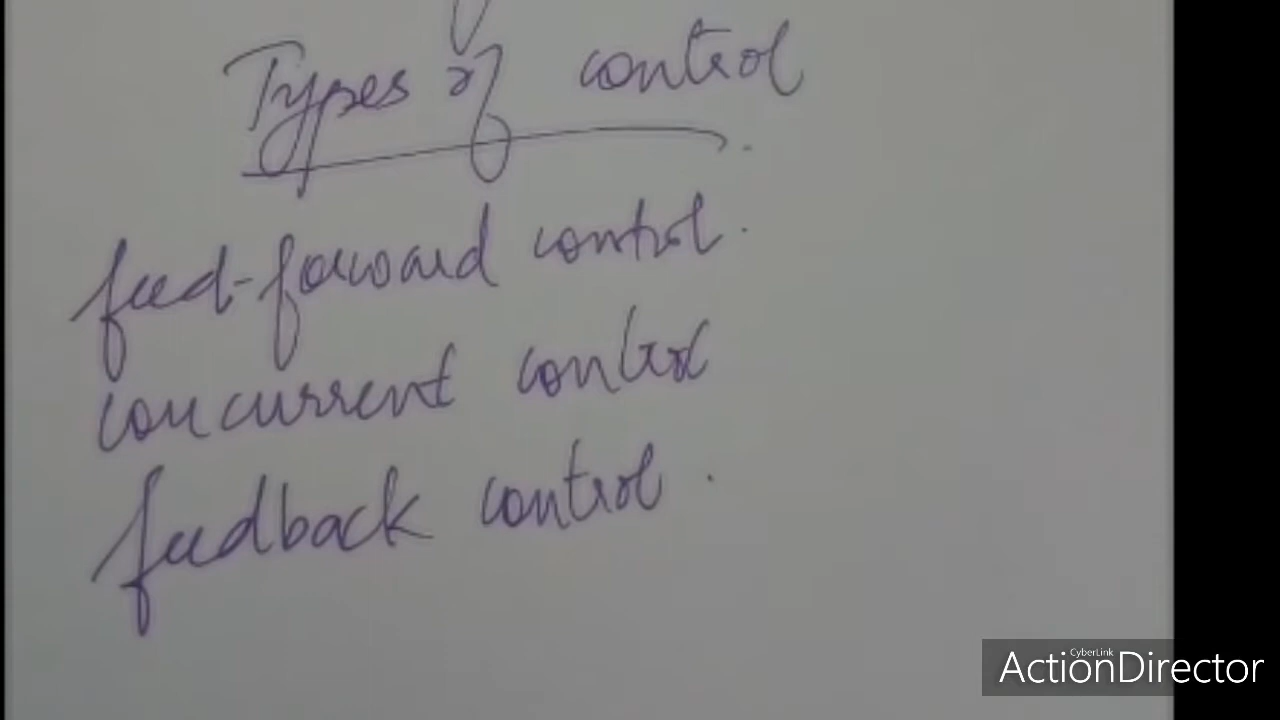 Types of control
feed-forward control.
concurrent control
feedback control.
CyberLink
ActionDirector